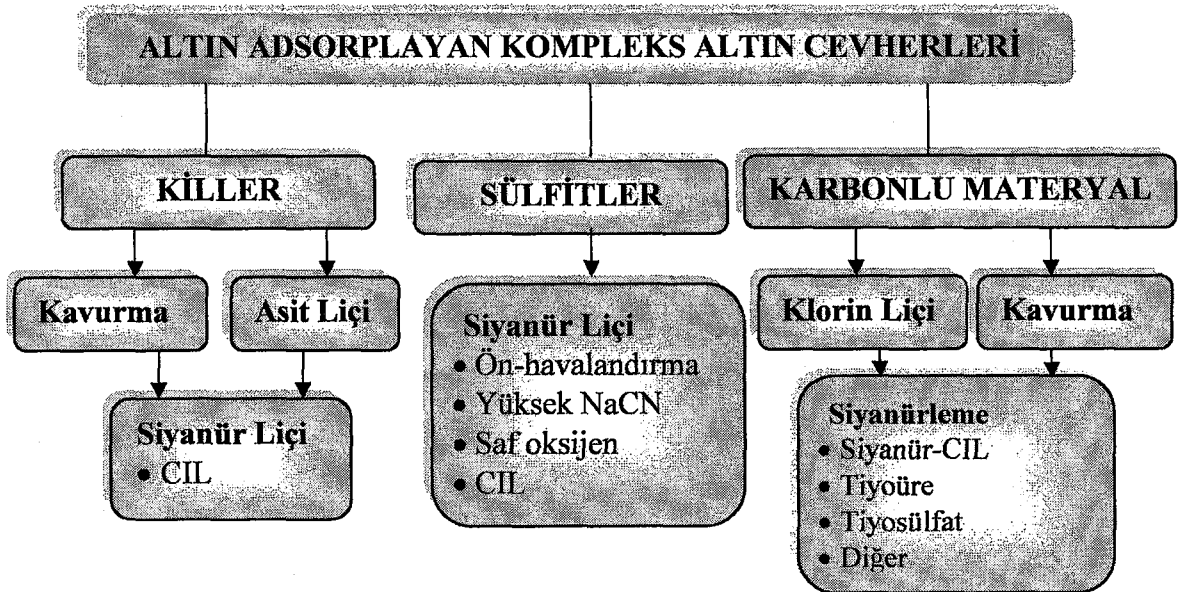 ALTIN ADSORPLAYAN KOMPLEKS ALTIN CEVHERLERİ
KİLLER
SÜLFİTLER
KARBONLU MATERYAL
Kavurma
Asit Liçi
Siyanür Liçi
• CIL
Siyanür Liçi
• Ön-havalandırma
• Yüksek NaCN
• Saf oksijen
• CIL
Klorin Liçi
Kavurma
Siyanürleme
• Siyanür-CIL
• Tiyoüre
• Tiyosülfat
• Diğer